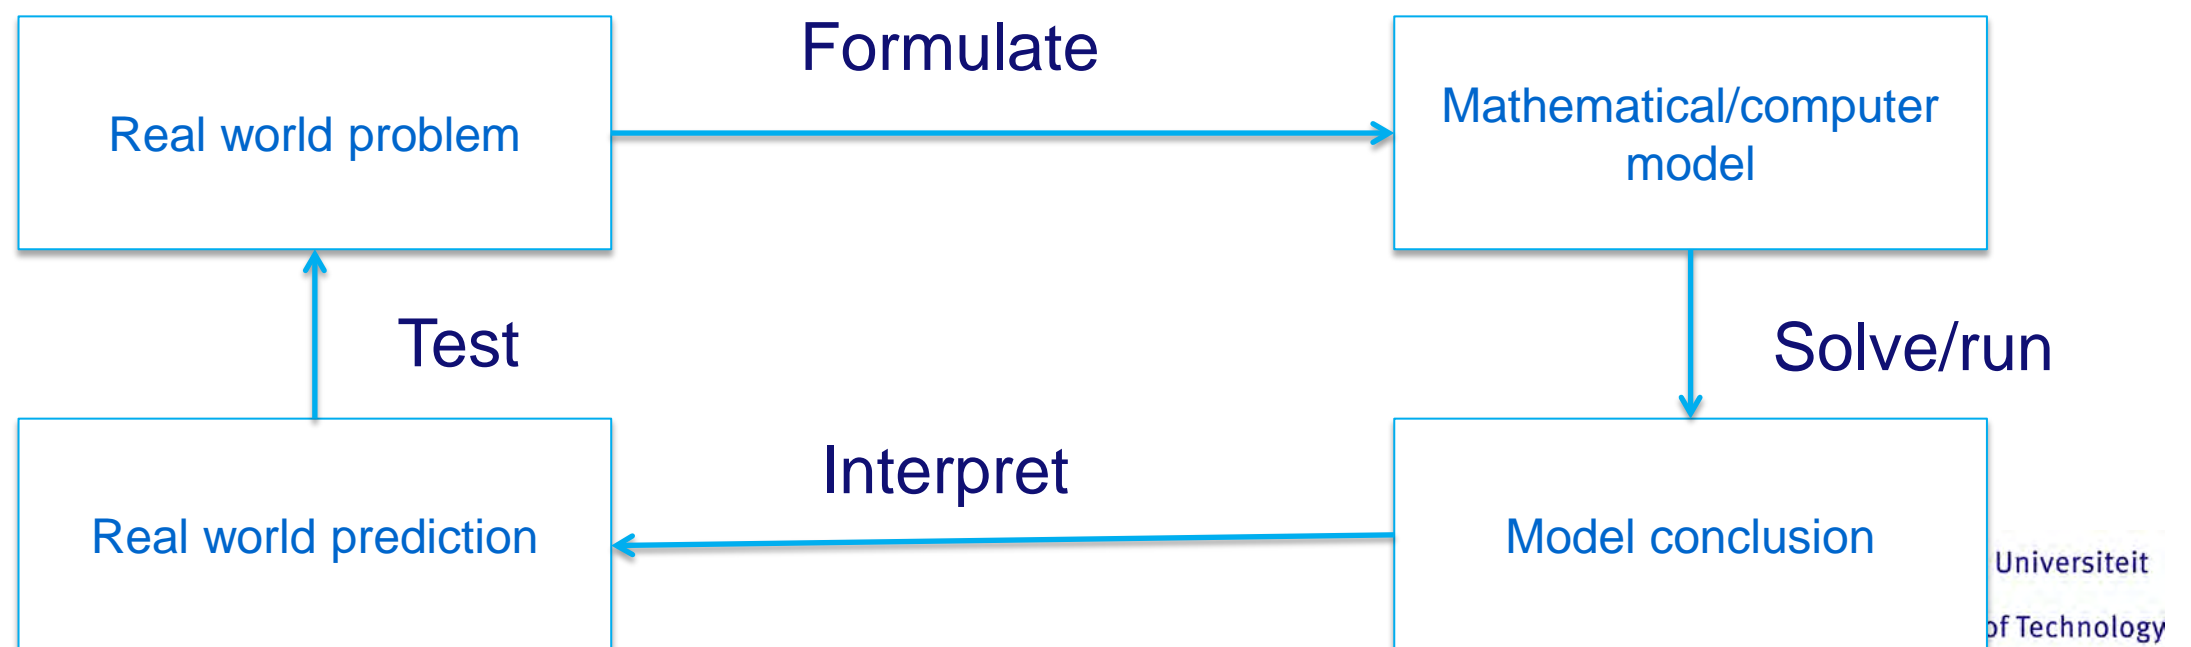 Formulate
Real world problem
Mathematical/computer
model
Test
Solve/run
Interpret
Real world prediction
Model conclusion
Universiteit
of Technology